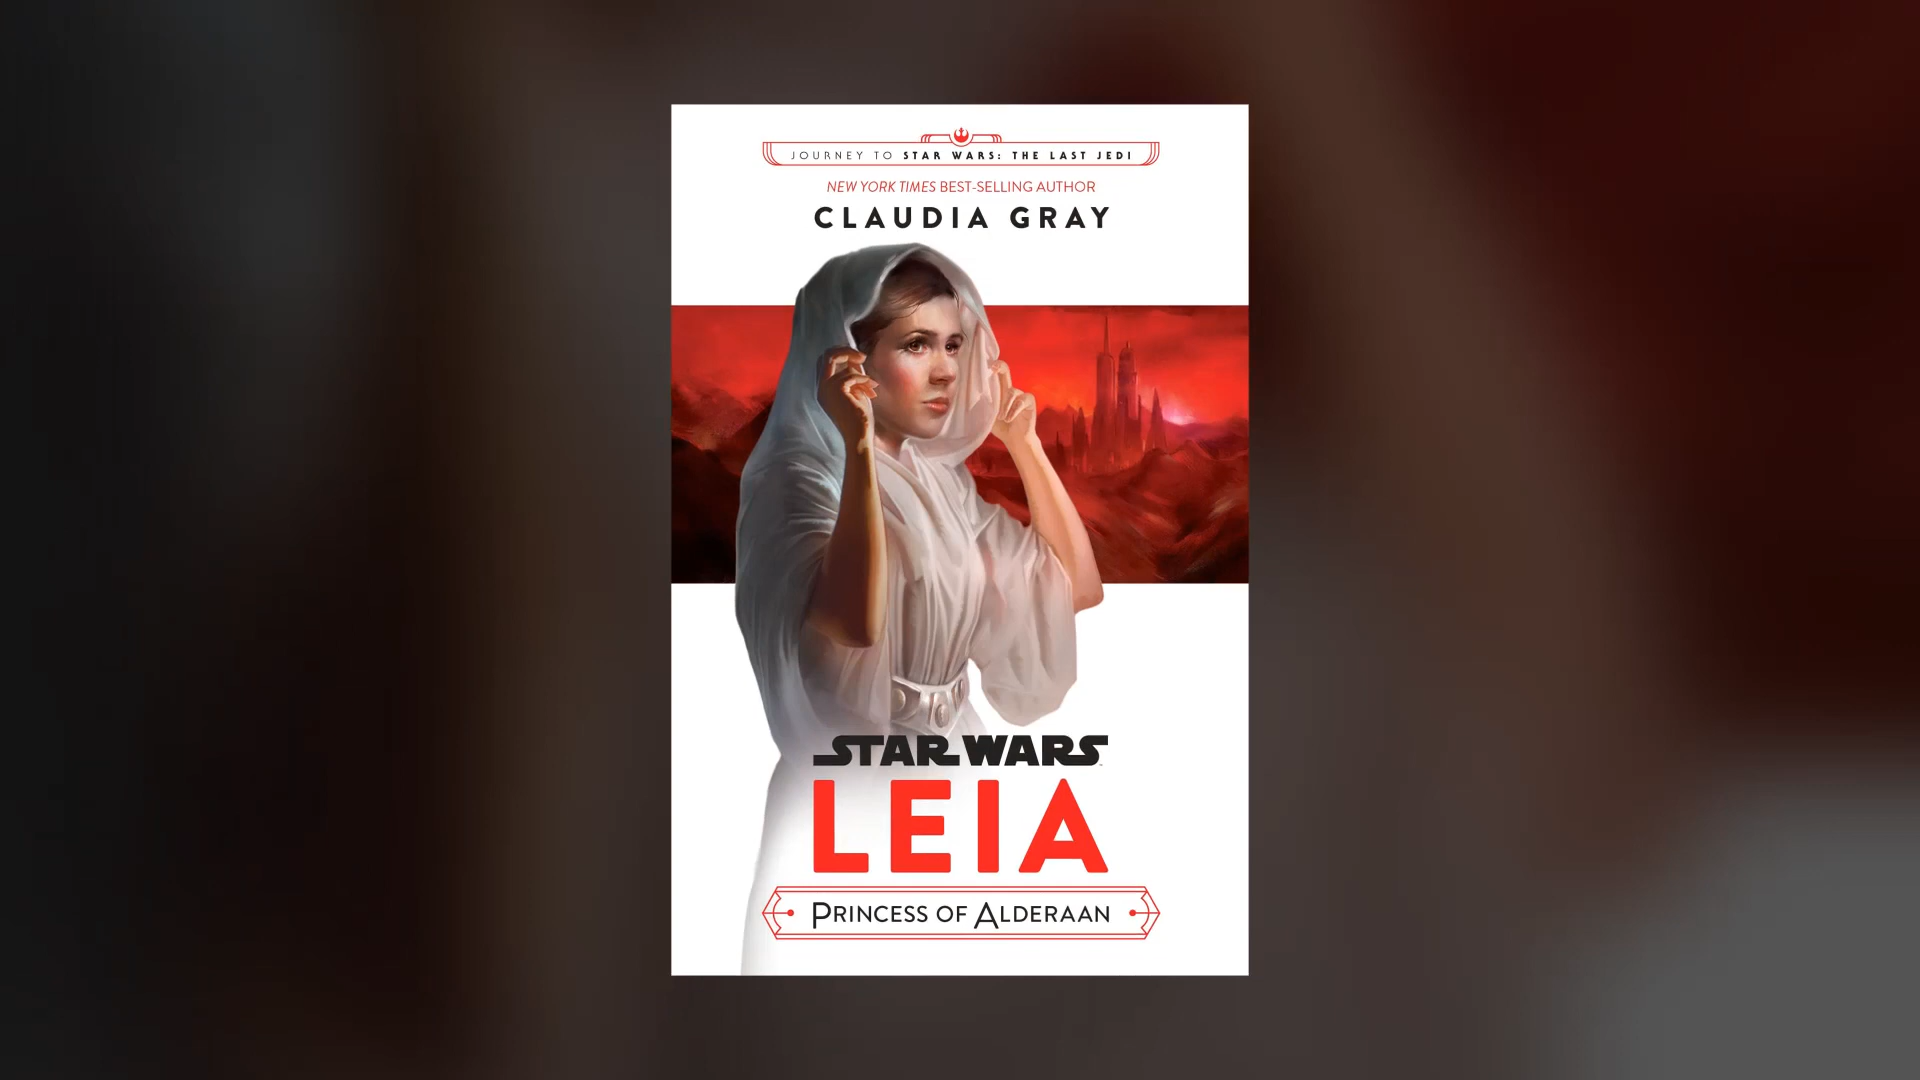 JOURNEY TO STAR WARS: THE LAST JEDI
NEW YORK TIMES BEST-SELLING AUTHOR
CLAUDIA GRAY
STAR WARS
LEIA
PRINCESS OF ALDERAAN